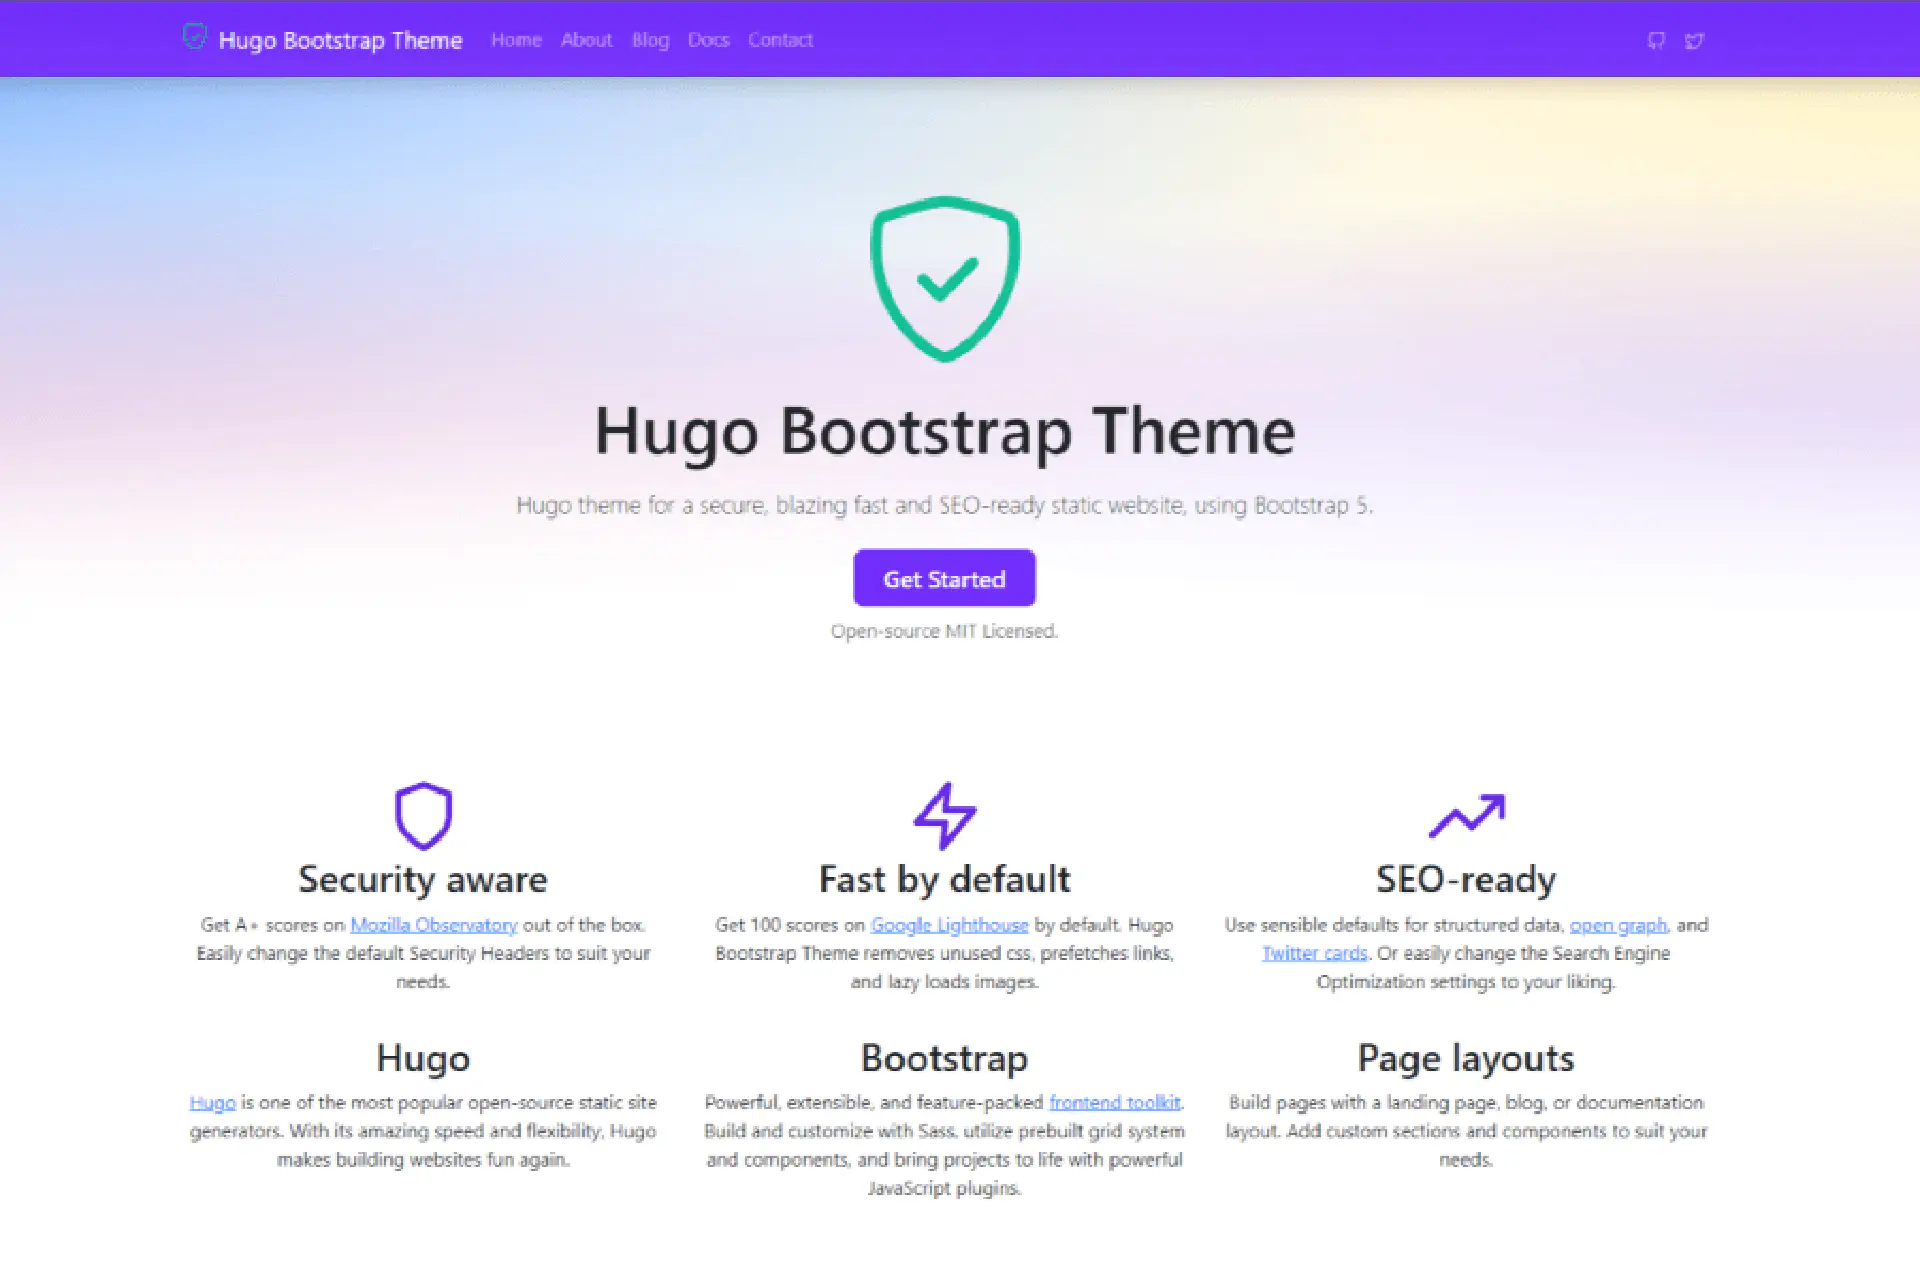 Hugo Bootstrap Theme Home About Blog Docs Contact
Hugo Bootstrap Theme
Hugo theme for a secure, blazing fast and SEO-ready static website, using Bootstrap 5.
Get Started
Open-source MIT Licensed.
Security aware
Get A+ scores on Mozilla Observatory out of the box.
Easily change the default Security Headers to suit your
needs.
Fast by default
Get 100 scores on Google Lighthouse by default. Hugo
Bootstrap Theme removes unused css, prefetches links,
and lazy loads images.
SEO-ready
Use sensible defaults for structured data, open graph, and
Twitter cards. Or easily change the Search Engine
Optimization settings to your liking.
Hugo
Hugo is one of the most popular open-source static site
generators. With its amazing speed and flexibility, Hugo
makes building websites fun again.
Bootstrap
Powerful, extensible, and feature-packed frontend toolkit.
Build and customize with Sass, utilize prebuilt grid system
and components, and bring projects to life with powerful
JavaScript plugins.
Page layouts
Build pages with a landing page, blog, or documentation
layout. Add custom sections and components to suit your
needs.